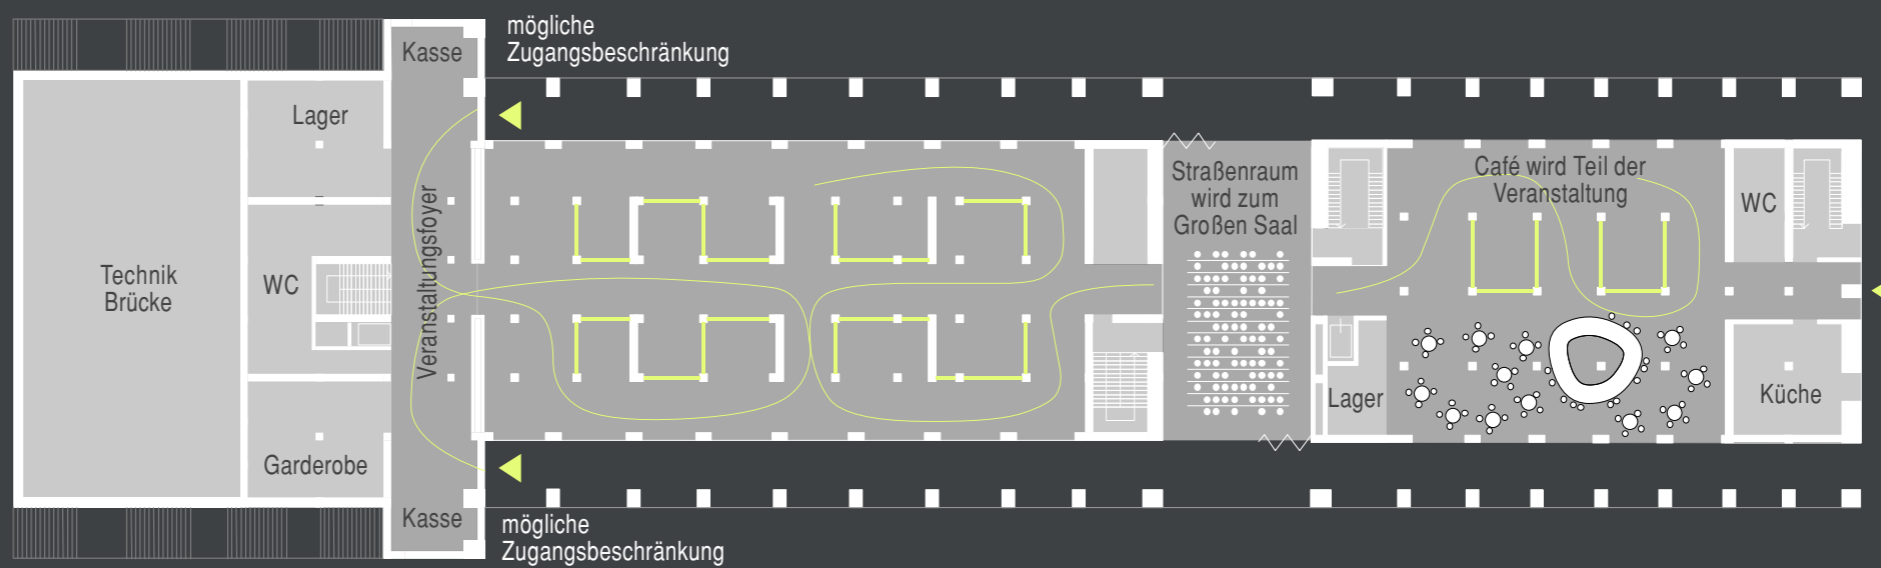 mögliche
Zugangsbeschränkung
Kasse
Lager
Technik
Brücke
WC
Veranstaltungsfoyer
Garderobe
Kasse
mögliche
Zugangsbeschränkung
Straßenraum
wird zum
Großen Saal
Café wird Teil der
Veranstaltung
WC
Lager
Küche